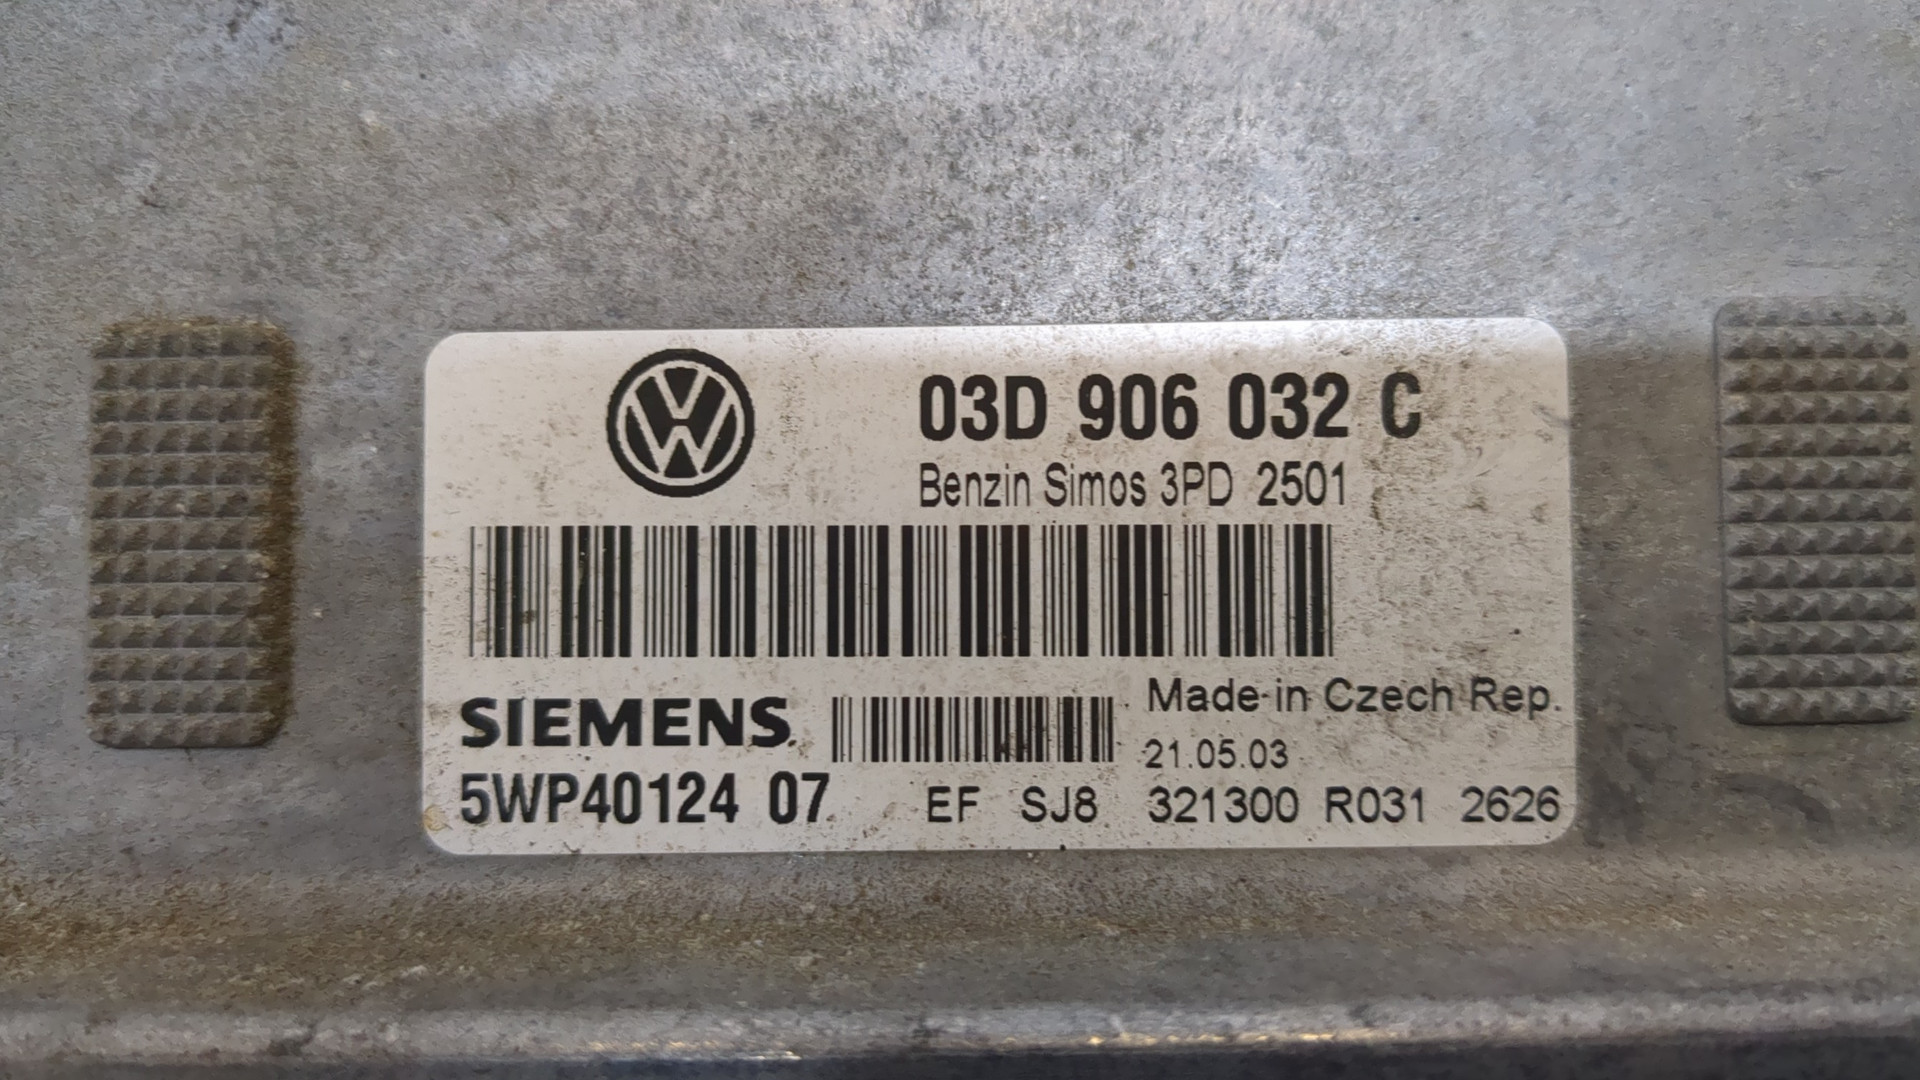 03D 906 032 C
Benzin Simos 3PD 2501
SIEMENS
Made in Czech Rep.
21.05.03
5WP40124 07 EF SJ8 321300 R031 2626